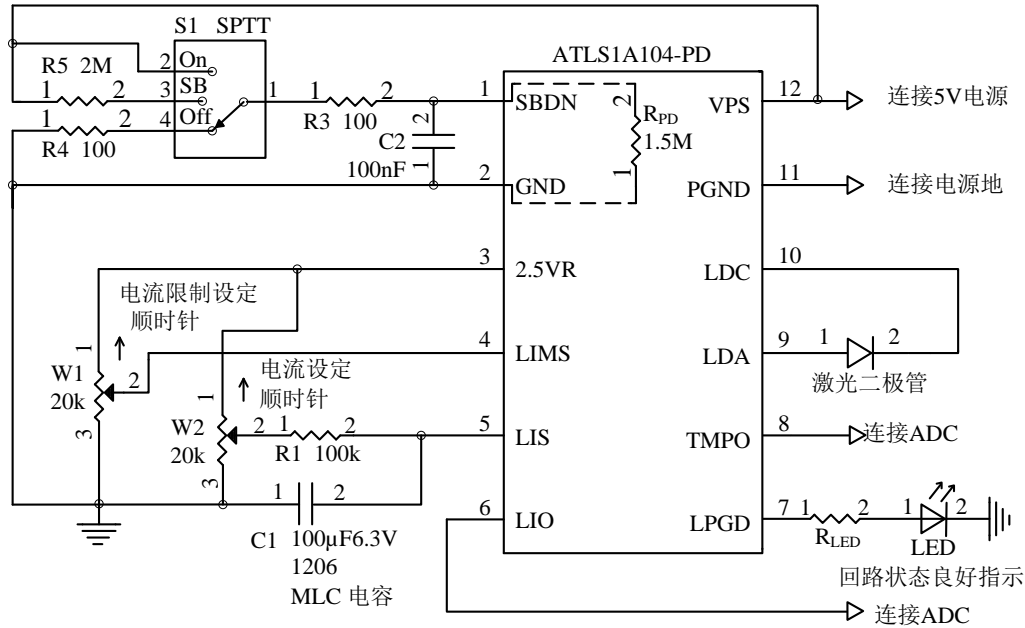 S1 SPTT
ATLS1A104-PD
R5 2M
1 2
2 On
3 SB
4 Off
1
1 2
R4 100
1 2
R3 100
2
C2
100nF
1
1 SBDN
2 GND
2
R_PD
1.5M
1
VPS 12
连接5V电源
PGND 11
连接电源地
3 2.5VR
LDC 10
4 LIMS
LDA 9
1 2
激光二极管
电流限制设定
顺时针
1
W1
20k
2
3
电流设定
顺时针
1
W2
20k
2
3
1 2
R1 100k
5 LIS
TMPO 8
连接ADC
1 2
C1 100μF6.3V
1206
MLC 电容
6 LIO
LPGD 7
1 2
R_LED
1 2
LED
回路状态良好指示
连接ADC